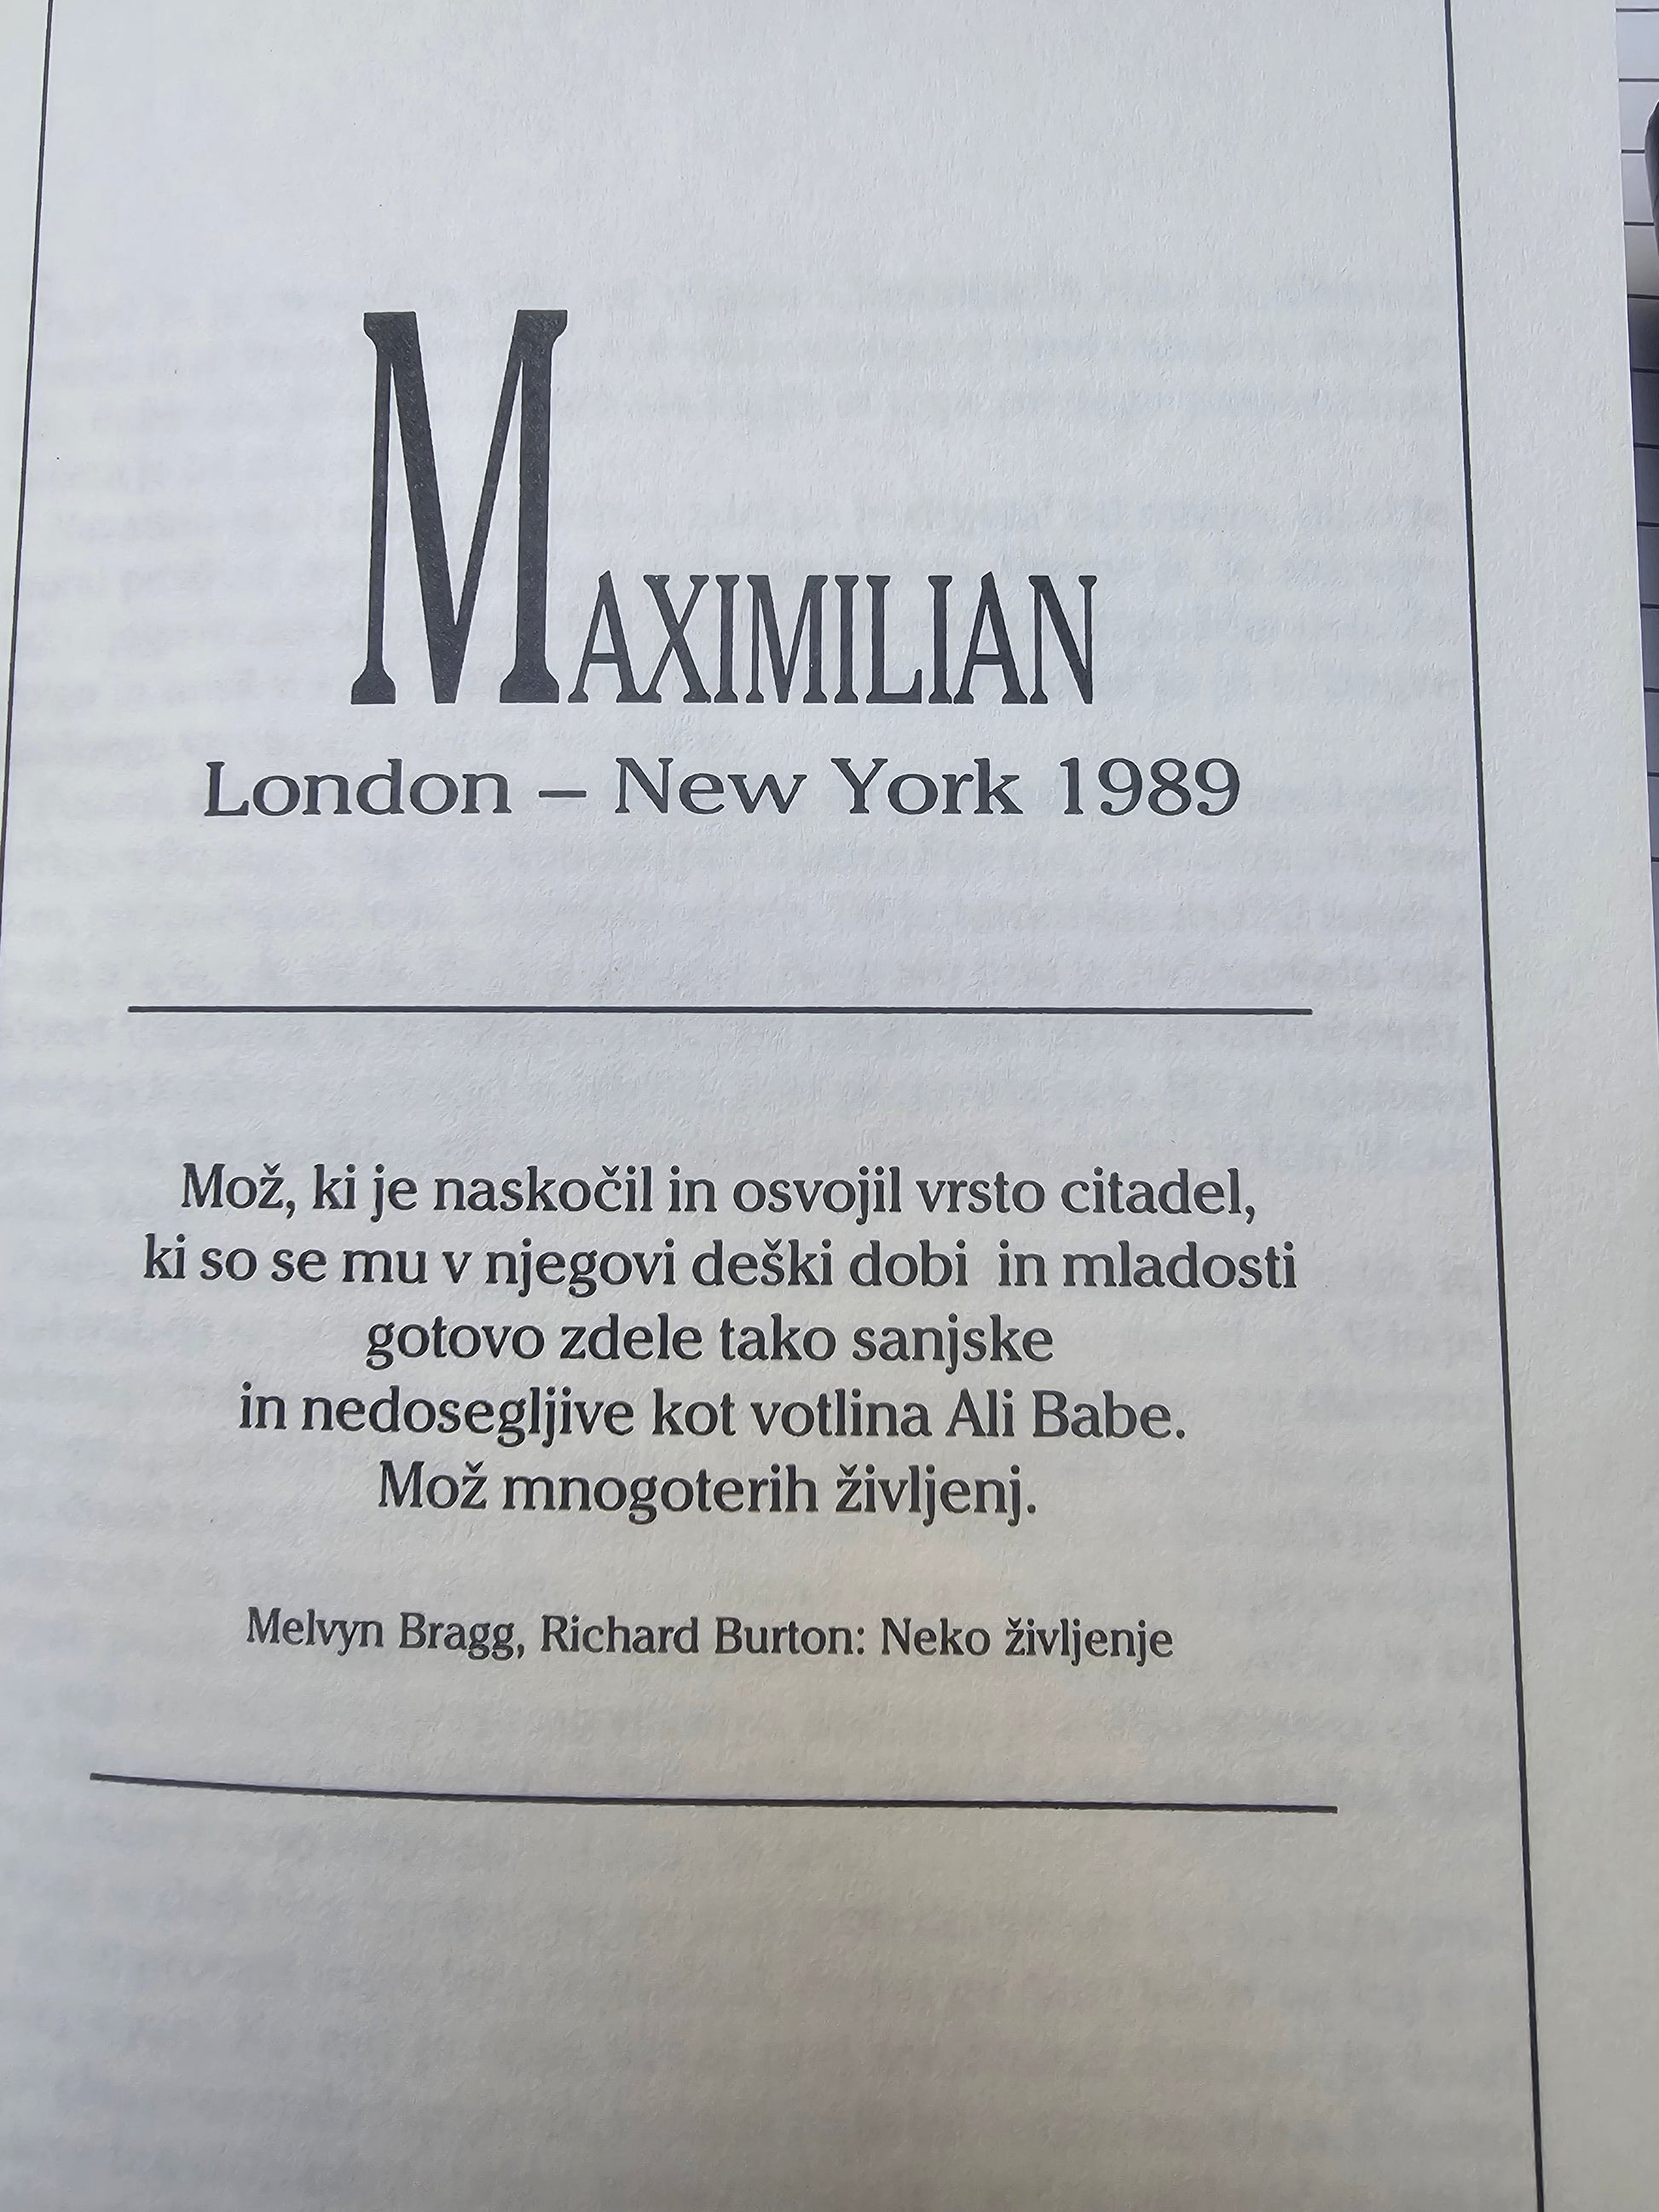 MAXIMILIAN
London – New York 1989
Mož, ki je naskočil in osvojil vrsto citadel,
ki so se mu v njegovi deški dobi in mladosti
gotovo zdele tako sanjske
in nedosegljive kot votlina Ali Babe.
Mož mnogoterih življenj.
Melvyn Bragg, Richard Burton: Neko življenje